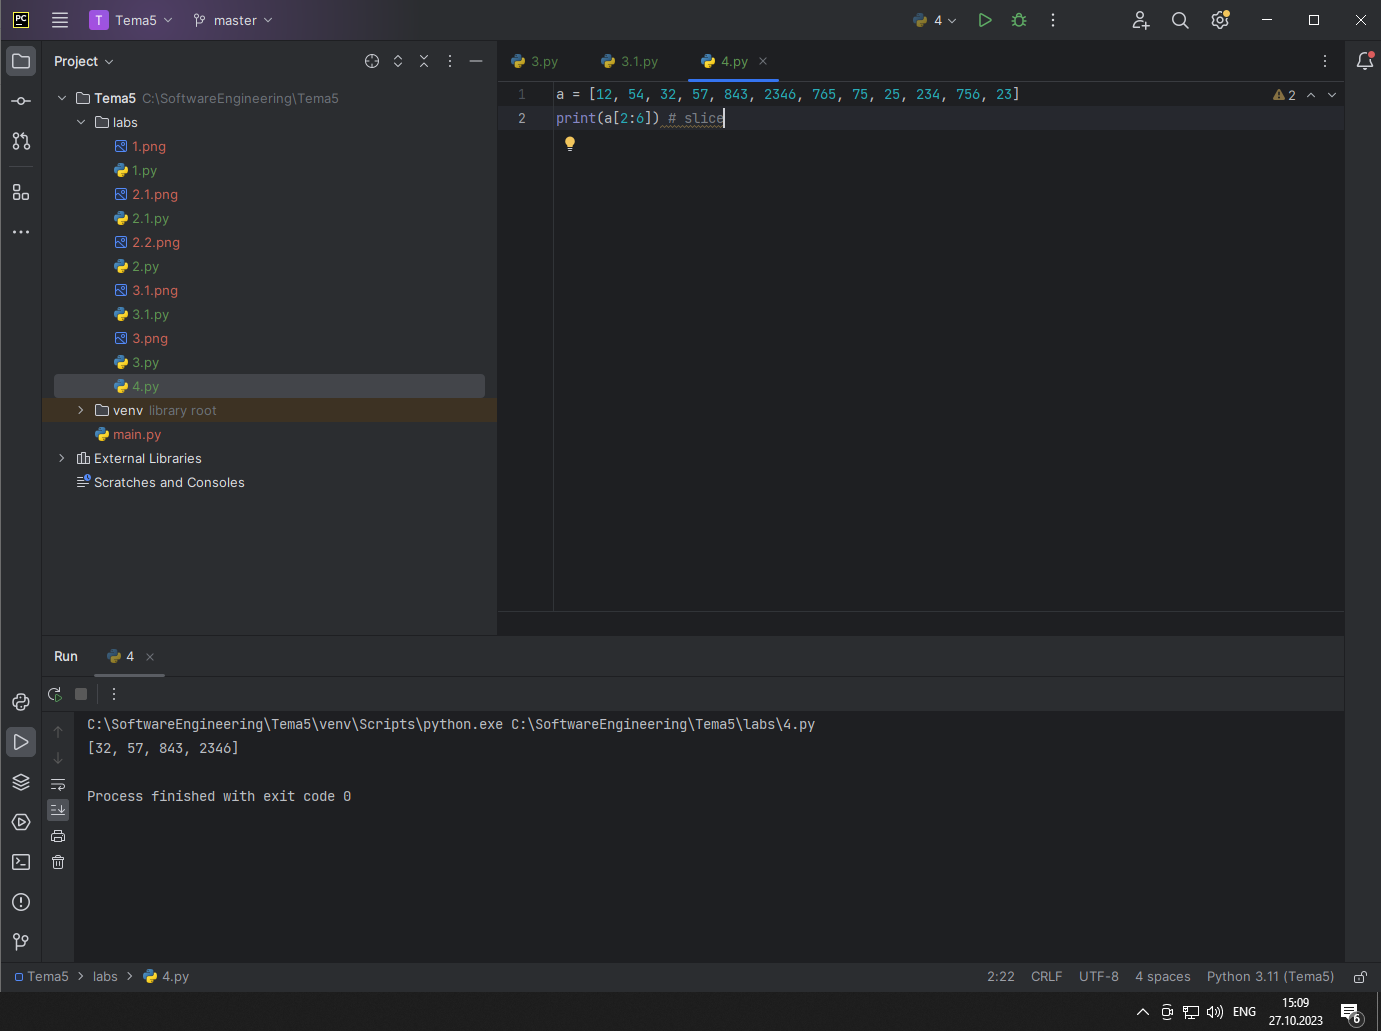 PC
T Tema5 master 4
Project
3.py 3.1.py 4.py
Tema5 C:\SoftwareEngineering\Tema5
labs
1.png
1.py
2.1.png
2.1.py
2.2.png
2.py
3.1.png
3.1.py
3.png
3.py
4.py
venv library root
main.py
External Libraries
Scratches and Consoles
1 a = [12, 54, 32, 57, 843, 2346, 765, 75, 25, 234, 756, 23] 2
2 print(a[2:6]) # slice
Run 4
C:\SoftwareEngineering\Tema5\venv\Scripts\python.exe C:\SoftwareEngineering\Tema5\labs\4.py
[32, 57, 843, 2346]
Process finished with exit code 0
Tema5 labs 4.py 2:22 CRLF UTF-8 4 spaces Python 3.11 (Tema5)
ENG 15:09
27.10.2023 6